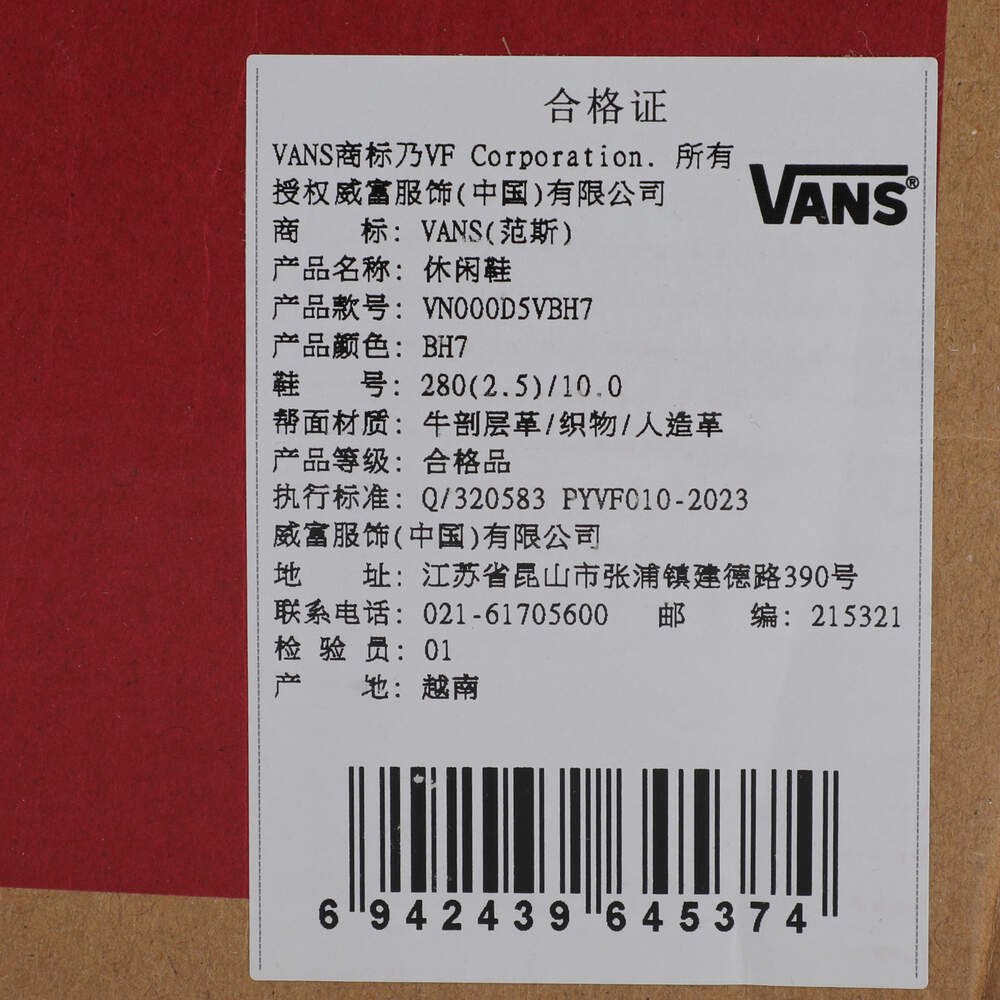 合格证
VANS商标乃VF Corporation. 所有
授权威富服饰(中国)有限公司
VANS®
商 标: VANS(范斯)
产品名称: 休闲鞋
产品款号: VN000D5VBH7
产品颜色: BH7
鞋 号: 280(2.5)/10.0
帮面材质: 牛剖层革/织物/人造革
产品等级: 合格品
执行标准: Q/320583 PYVF010-2023
威富服饰(中国)有限公司
地 址: 江苏省昆山市张浦镇建德路390号
联系电话: 021-61705600 邮 编: 215321
检 验 员: 01
产 地: 越南
6 942439 645374